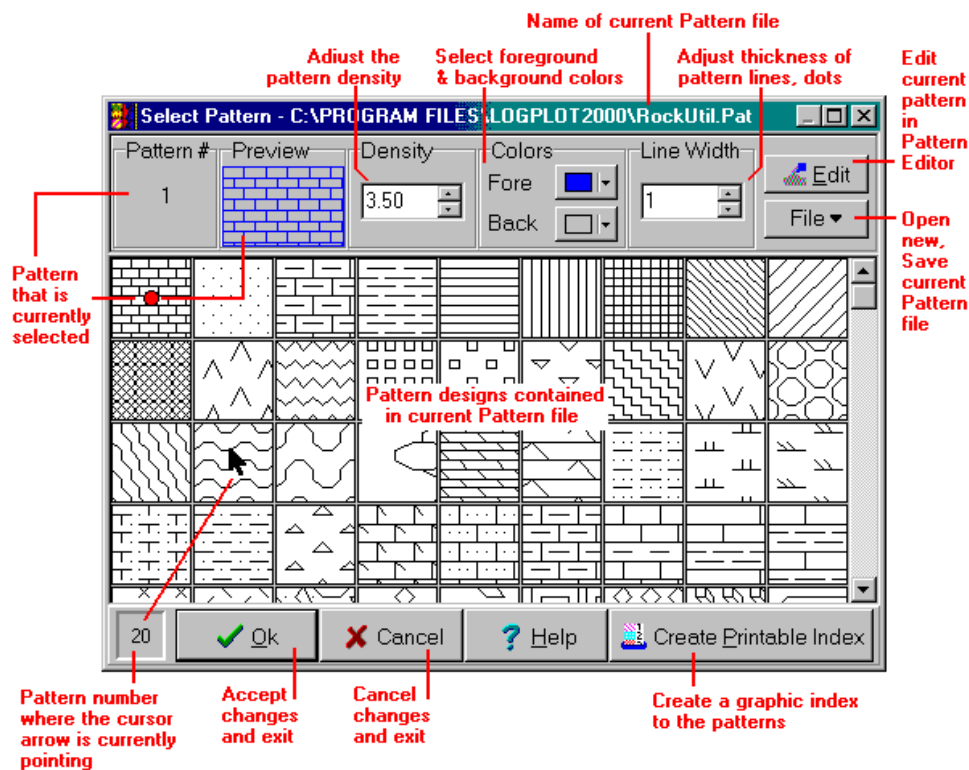 Name of current Pattern file
Adjust the
pattern density
Select foreground
& background colors
Adjust thickness of
pattern lines, dots
Edit
current
pattern
in
Pattern
Editor
Select Pattern - C:\PROGRAM FILES\LOGPLOT2000\RockUtil.Pat
Pattern #
Preview
Density
Colors
Line Width
1
3.50
Fore
Back
1
Edit
File
Open
new,
Save
current
Pattern
file
Pattern
that is
currently
selected
Pattern designs contained
in current Pattern file
20
Ok
Cancel
Help
Create Printable Index
Pattern number
where the cursor
arrow is currently
pointing
Accept
changes
and exit
Cancel
changes
and exit
Create a graphic index
to the patterns